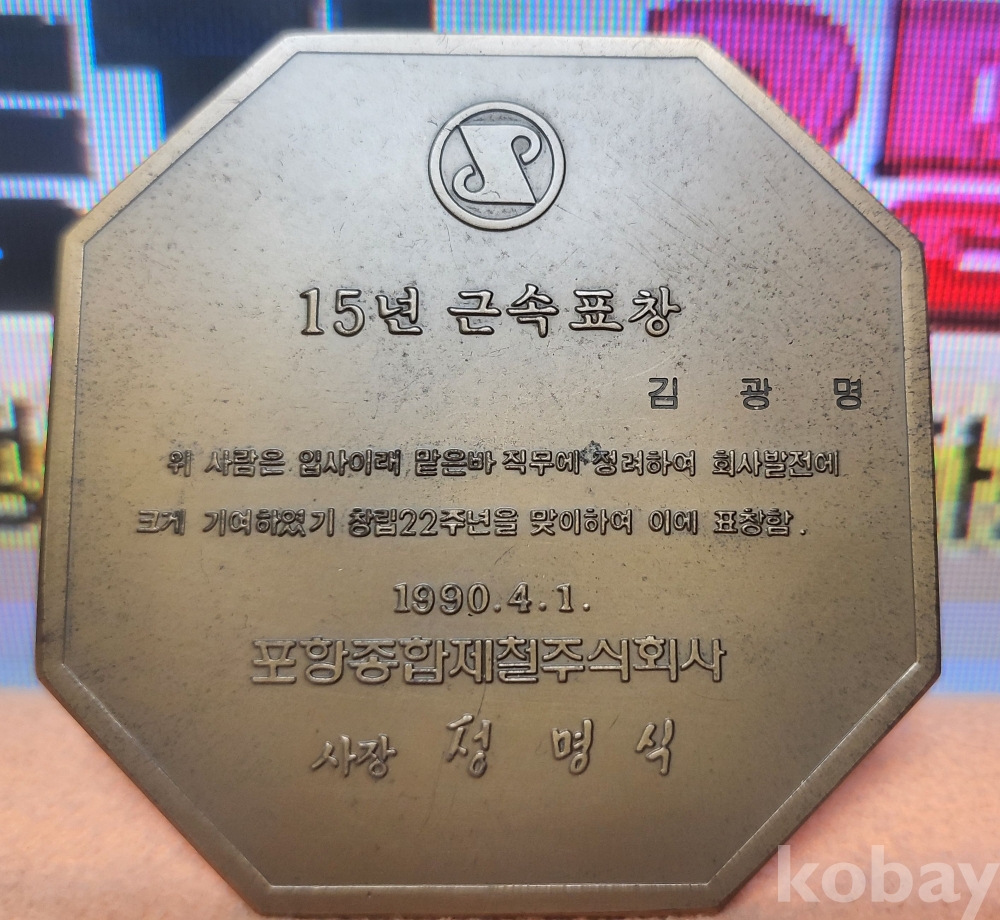 15년 근속표창
김 광 명
위 사람은 입사이래 맡은바 직무에 정려하여 회사발전에
크게 기여하였기 창립22주년을 맞이하여 이에 표창함.
1990.4.1.
포항종합제철주식회사
사장 정명식
kobay